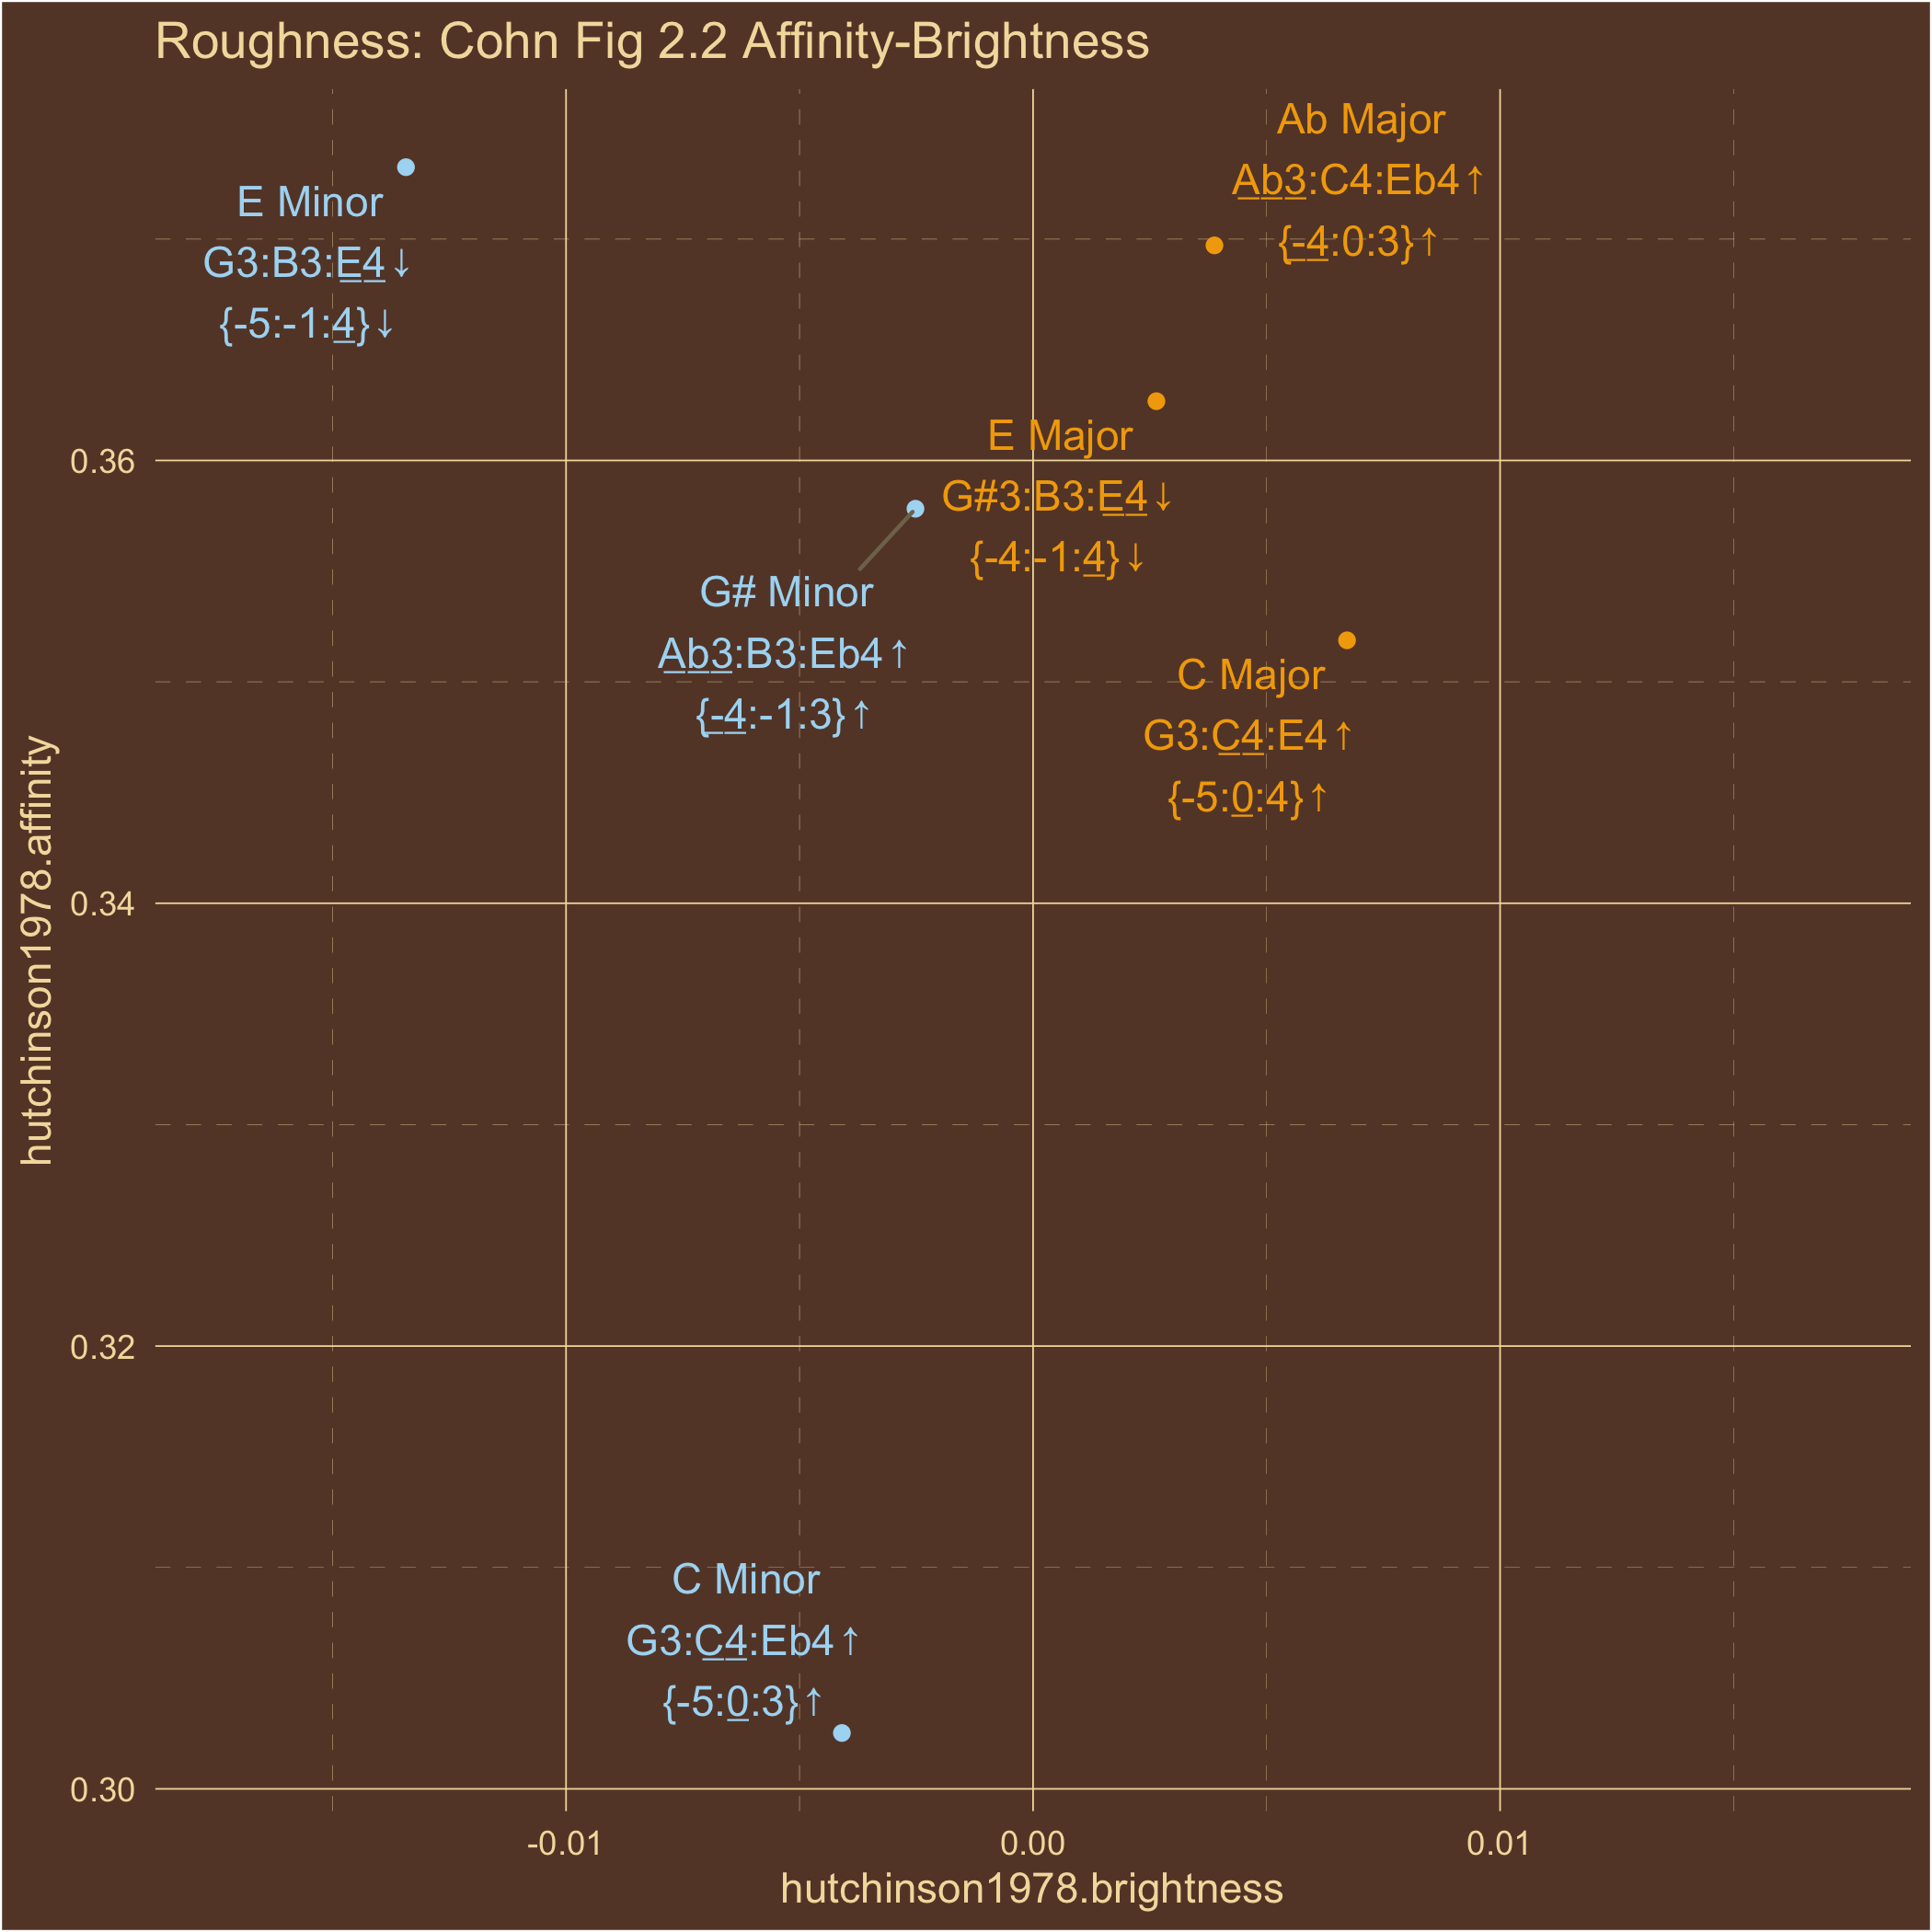 Roughness: Cohn Fig 2.2 Affinity-Brightness
Ab Major
Ab3:C4:Eb4↑
{-4:0:3}↑
E Minor
G3:B3:E4↓
{-5:-1:4}↓
E Major
G#3:B3:E4↓
{-4:-1:4}↓
G# Minor
Ab3:B3:Eb4↑
{-4:-1:3}↑
C Major
G3:C4:E4↑
{-5:0:4}↑
C Minor
G3:C4:Eb4↑
{-5:0:3}↑
0.36
0.34
0.32
0.30
hutchinson1978.affinity
-0.01
0.00
0.01
hutchinson1978.brightness